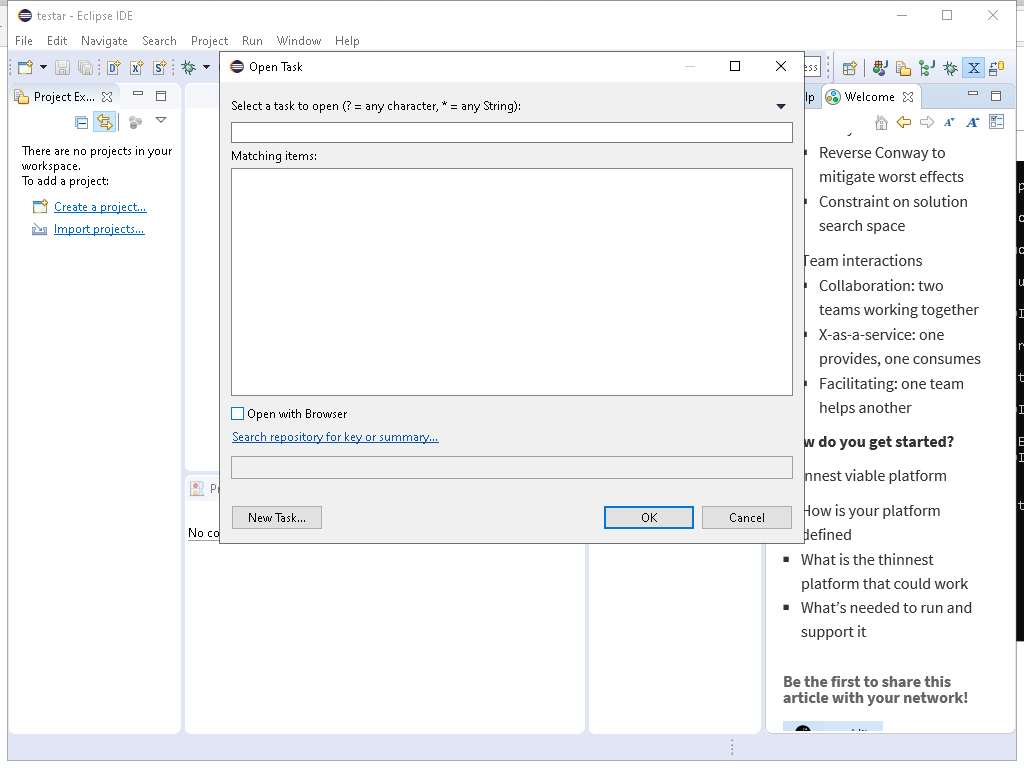 testar - Eclipse IDE
File Edit Navigate Search Project Run Window Help
Open Task
Select a task to open (? = any character, * = any String):
Matching items:
Open with Browser
Search repository for key or summary...
New Task...
OK
Cancel
Project Ex...
There are no projects in your
workspace.
To add a project:
Create a project...
Import projects...
No co
Welcome
Reverse Conway to
mitigate worst effects
Constraint on solution
search space
Team interactions
Collaboration: two
teams working together
X-as-a-service: one
provides, one consumes
Facilitating: one team
helps another
w do you get started?
nnest viable platform
How is your platform
defined
What is the thinnest
platform that could work
What's needed to run and
support it
Be the first to share this
article with your network!